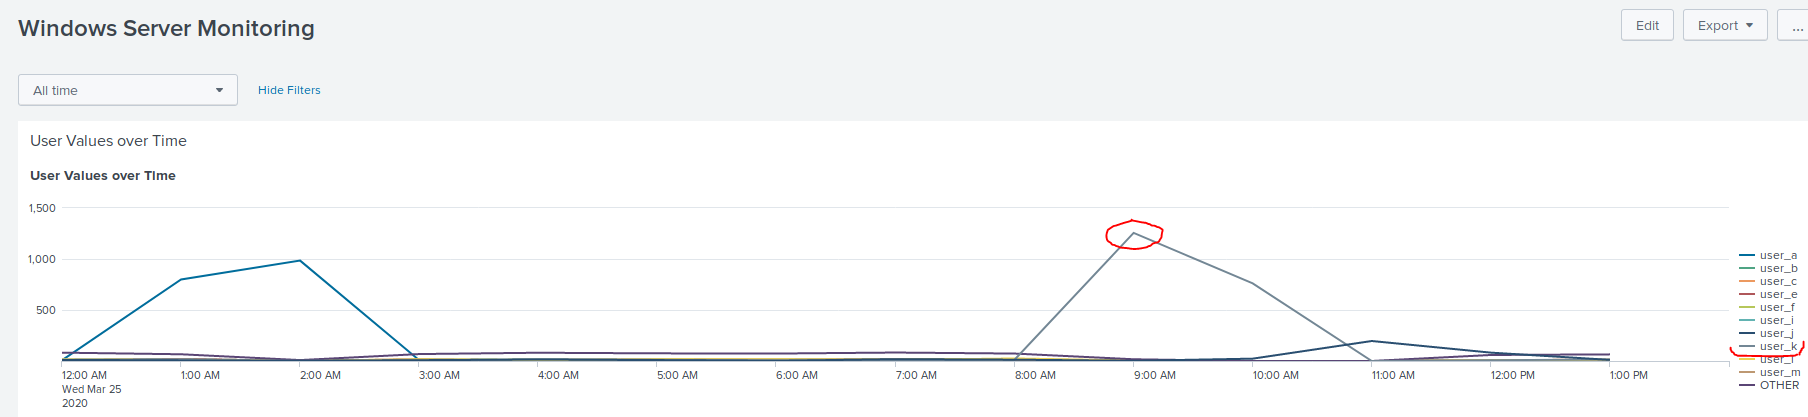 Windows Server Monitoring
Edit
Export
...
All time
Hide Filters
User Values over Time
User Values over Time
1,500
1,000
500
user_a
user_b
user_c
user_e
user_f
user_i
user_j
user_k
user_l
user_m
OTHER
12:00 AM 1:00 AM 2:00 AM 3:00 AM 4:00 AM 5:00 AM 6:00 AM 7:00 AM 8:00 AM 9:00 AM 10:00 AM 11:00 AM 12:00 PM 1:00 PM
Wed Mar 25
2020